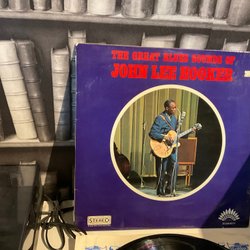 THE GREAT BLUES SOUNDS OF
JOHN LEE HOOKER
STEREO